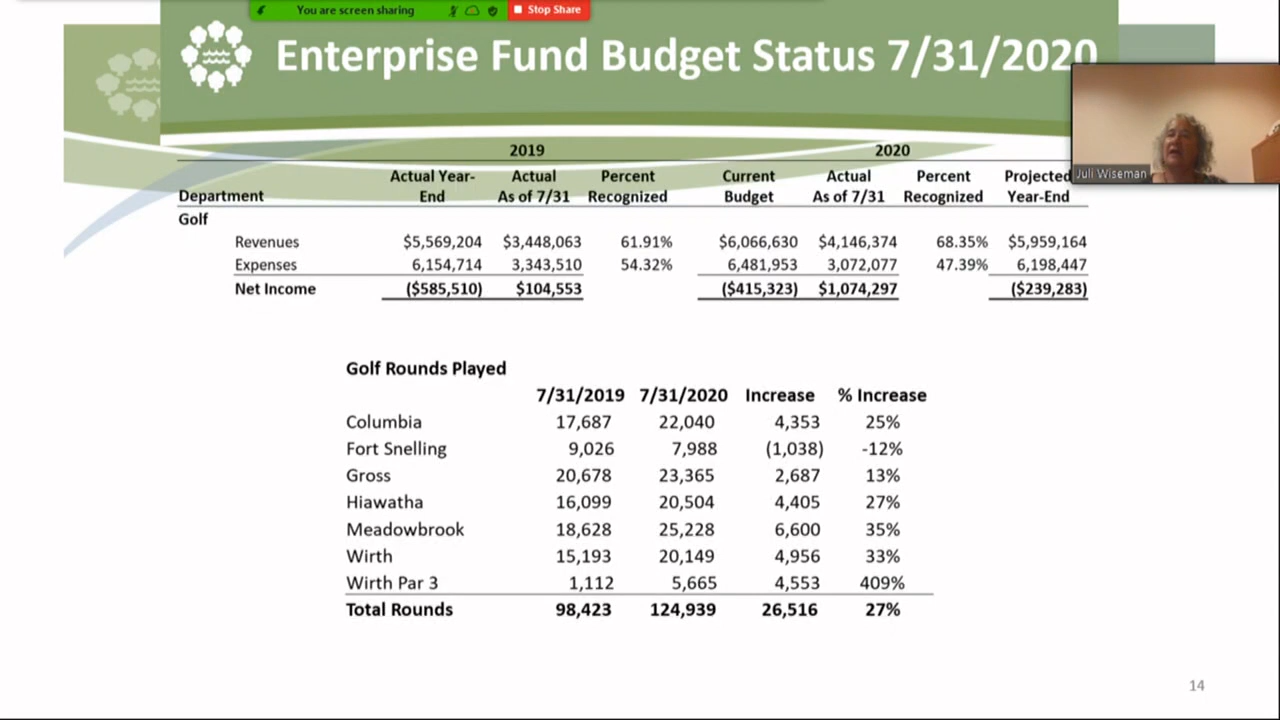 You are screen sharing Stop Share
Enterprise Fund Budget Status 7/31/2020
Juli Wiseman
2019 2020
Actual Year- Actual Percent Current Actual Percent Projected
Department End As of 7/31 Recognized Budget As of 7/31 Recognized Year-End
Golf
Revenues $5,569,204 $3,448,063 61.91% $6,066,630 $4,146,374 68.35% $5,959,164
Expenses 6,154,714 3,343,510 54.32% 6,481,953 3,072,077 47.39% 6,198,447
Net Income ($585,510) $104,553 ($415,323) $1,074,297 ($239,283)
Golf Rounds Played
7/31/2019 7/31/2020 Increase % Increase
Columbia 17,687 22,040 4,353 25%
Fort Snelling 9,026 7,988 (1,038) -12%
Gross 20,678 23,365 2,687 13%
Hiawatha 16,099 20,504 4,405 27%
Meadowbrook 18,628 25,228 6,600 35%
Wirth 15,193 20,149 4,956 33%
Wirth Par 3 1,112 5,665 4,553 409%
Total Rounds 98,423 124,939 26,516 27%
14